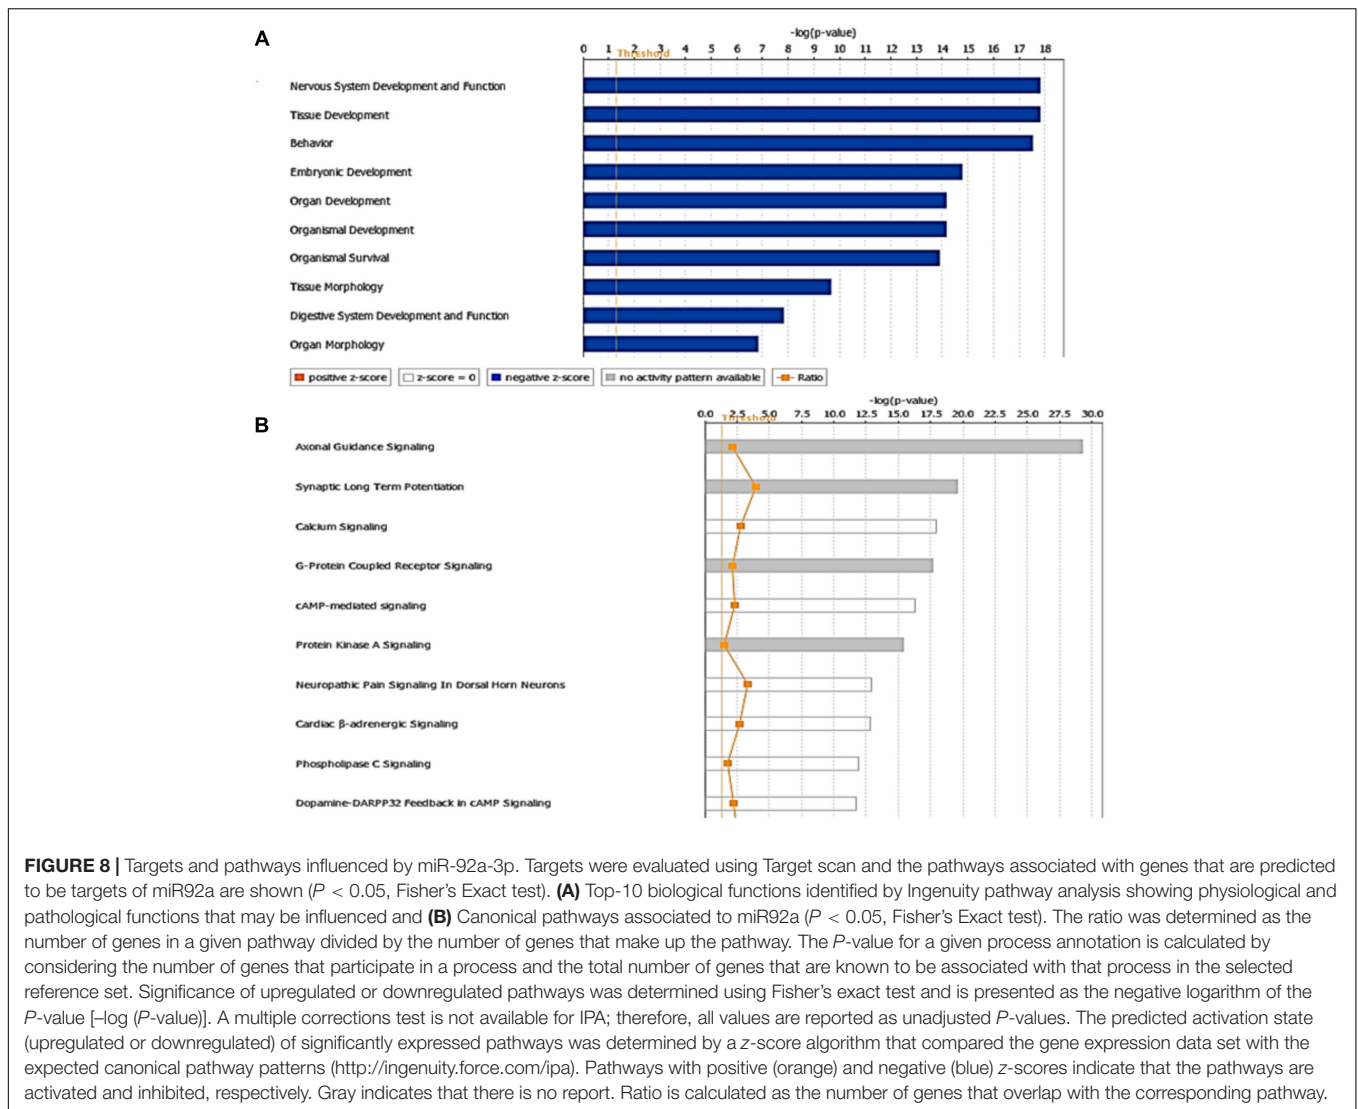 A
-log(p-value)
0 1 2 3 4 5 6 7 8 9 10 11 12 13 14 15 16 17 18
Threshold
Nervous System Development and Function
Tissue Development
Behavior
Embryonic Development
Organ Development
Organismal Development
Organismal Survival
Tissue Morphology
Digestive System Development and Function
Organ Morphology
positive z-score z-score = 0 negative z-score no activity pattern available Ratio
B
-log(p-value)
0.0 2.5 5.0 7.5 10.0 12.5 15.0 17.5 20.0 22.5 25.0 27.5 30.0
Threshold
Axonal Guidance Signaling
Synaptic Long Term Potentiation
Calcium Signaling
G-Protein Coupled Receptor Signaling
cAMP-mediated signaling
Protein Kinase A Signaling
Neuropathic Pain Signaling In Dorsal Horn Neurons
Cardiac β-adrenergic Signaling
Phospholipase C Signaling
Dopamine-DARPP32 Feedback in cAMP Signaling
FIGURE 8 | Targets and pathways influenced by miR-92a-3p. Targets were evaluated using Target scan and the pathways associated with genes that are predicted
to be targets of miR92a are shown (P < 0.05, Fisher's Exact test). (A) Top-10 biological functions identified by Ingenuity pathway analysis showing physiological and
pathological functions that may be influenced and (B) Canonical pathways associated to miR92a (P < 0.05, Fisher's Exact test). The ratio was determined as the
number of genes in a given pathway divided by the number of genes that make up the pathway. The P-value for a given process annotation is calculated by
considering the number of genes that participate in a process and the total number of genes that are known to be associated with that process in the selected
reference set. Significance of upregulated or downregulated pathways was determined using Fisher's exact test and is presented as the negative logarithm of the
P-value [–log (P-value)]. A multiple corrections test is not available for IPA; therefore, all values are reported as unadjusted P-values. The predicted activation state
(upregulated or downregulated) of significantly expressed pathways was determined by a z-score algorithm that compared the gene expression data set with the
expected canonical pathway patterns (http://ingenuity.force.com/ipa). Pathways with positive (orange) and negative (blue) z-scores indicate that the pathways are
activated and inhibited, respectively. Gray indicates that there is no report. Ratio is calculated as the number of genes that overlap with the corresponding pathway.